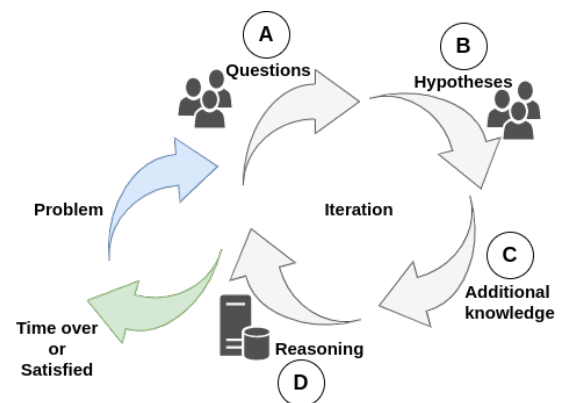 A
Questions
B
Hypotheses
Problem
Iteration
C
Additional
knowledge
Time over
or
Satisfied
Reasoning
D